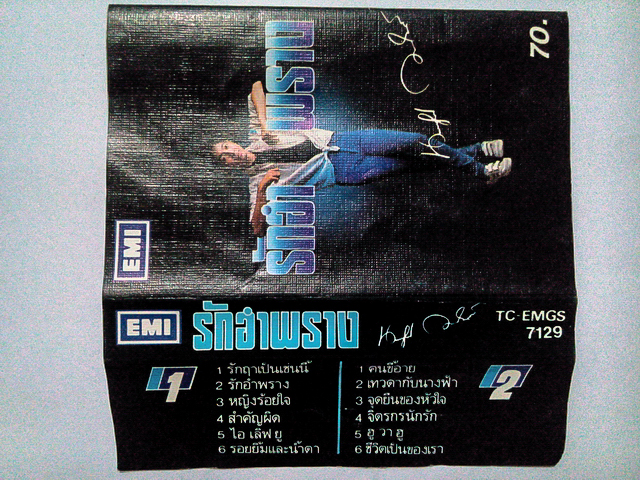 70.
รักอำพราง
EMI
EMI
รักอำพราง
TC-EMGS
7129
1
1 รักฤาเป็นเช่นนี้
2 รักอำพราง
3 หญิงร้อยใจ
4 สำคัญผิด
5 ไอ เลิฟ ยู
6 รอยยิ้มและน้ำตา
2
1 คนขี้อาย
2 เทวดากับนางฟ้า
3 จุดยืนของหัวใจ
4 จิตรกรนักรัก
5 ฮู วา ฮู
6 ชีวิตเป็นของเรา